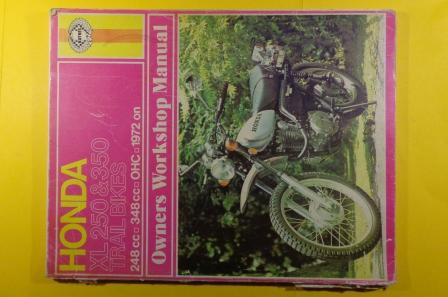 HONDA
XL 250 & 350
TRAIL BIKES
248 cc □ 348 cc □ OHC □ 1972 on
Owners Workshop Manual